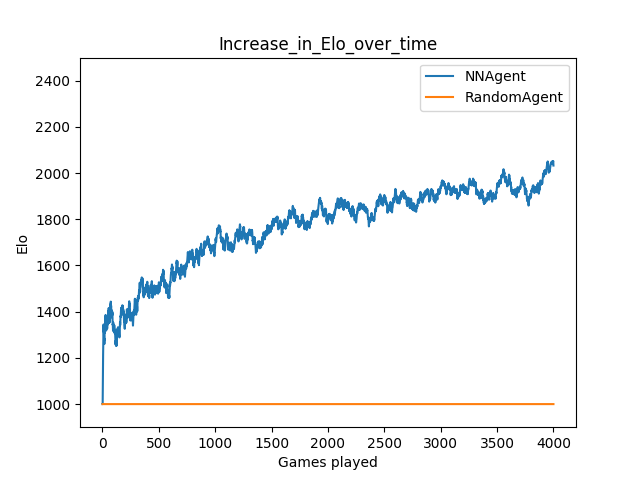 Increase_in_Elo_over_time
NNAgent
RandomAgent
2400
2200
2000
1800
1600
1400
1200
1000
Elo
0 500 1000 1500 2000 2500 3000 3500 4000
Games played